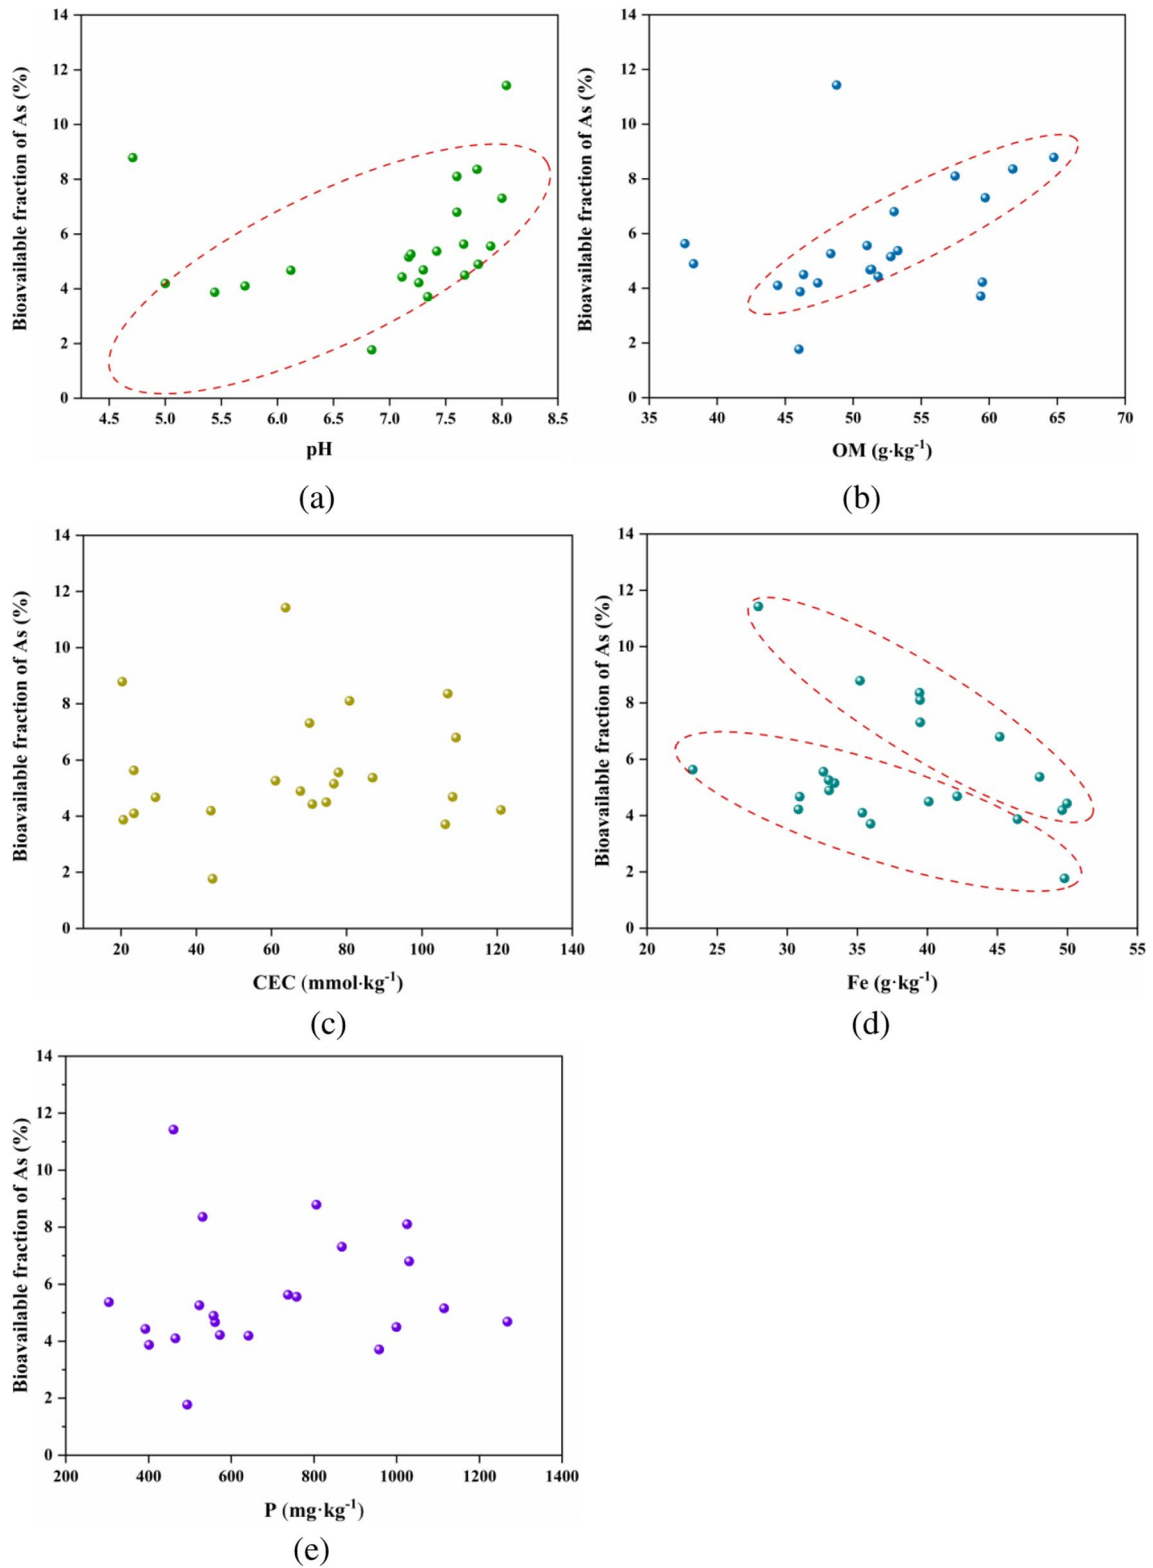 Bioavailable fraction of As (%)
14
12
10
8
6
4
2
0
4.5 5.0 5.5 6.0 6.5 7.0 7.5 8.0 8.5
pH
(a)
Bioavailable fraction of As (%)
14
12
10
8
6
4
2
0
35 40 45 50 55 60 65 70
OM (g·kg⁻¹)
(b)
Bioavailable fraction of As (%)
14
12
10
8
6
4
2
0
20 40 60 80 100 120 140
CEC (mmol·kg⁻¹)
(c)
Bioavailable fraction of As (%)
14
12
10
8
6
4
2
0
20 25 30 35 40 45 50 55
Fe (g·kg⁻¹)
(d)
Bioavailable fraction of As (%)
14
12
10
8
6
4
2
0
200 400 600 800 1000 1200 1400
P (mg·kg⁻¹)
(e)